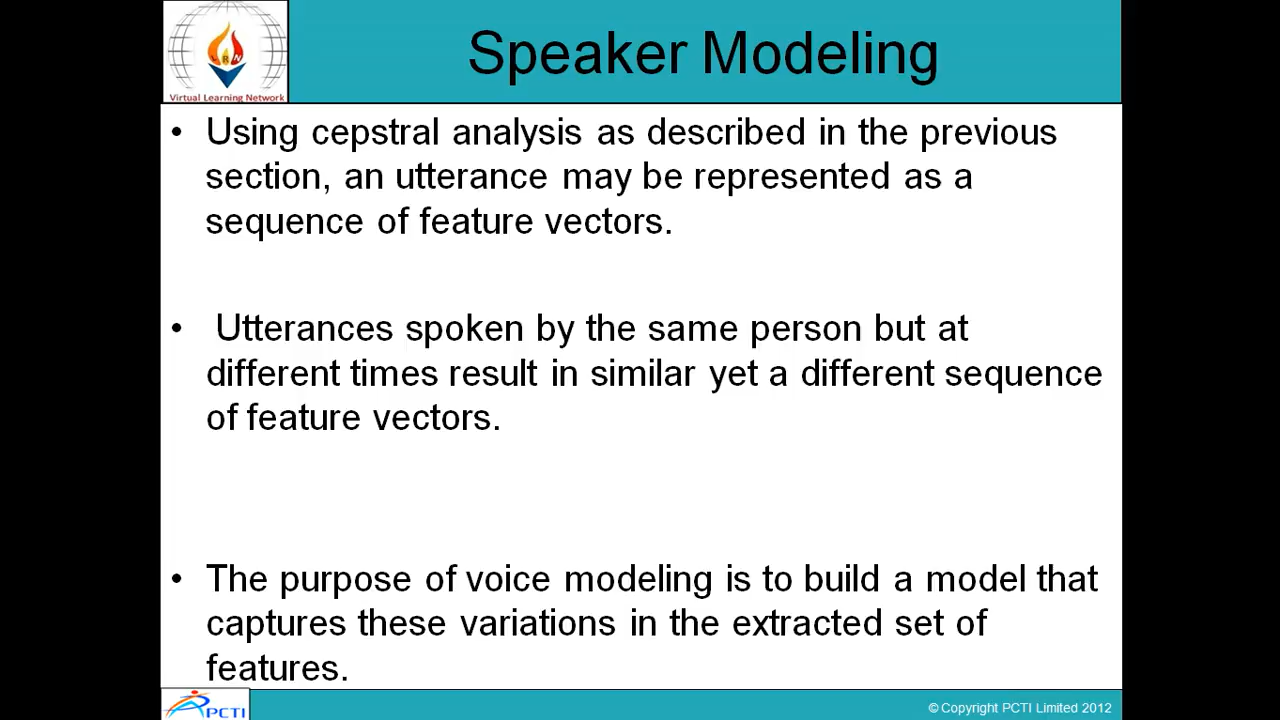 Speaker Modeling
LRN
Virtual Learning Network
• Using cepstral analysis as described in the previous
section, an utterance may be represented as a
sequence of feature vectors.
• Utterances spoken by the same person but at
different times result in similar yet a different sequence
of feature vectors.
• The purpose of voice modeling is to build a model that
captures these variations in the extracted set of
features.
PCTI
© Copyright PCTI Limited 2012